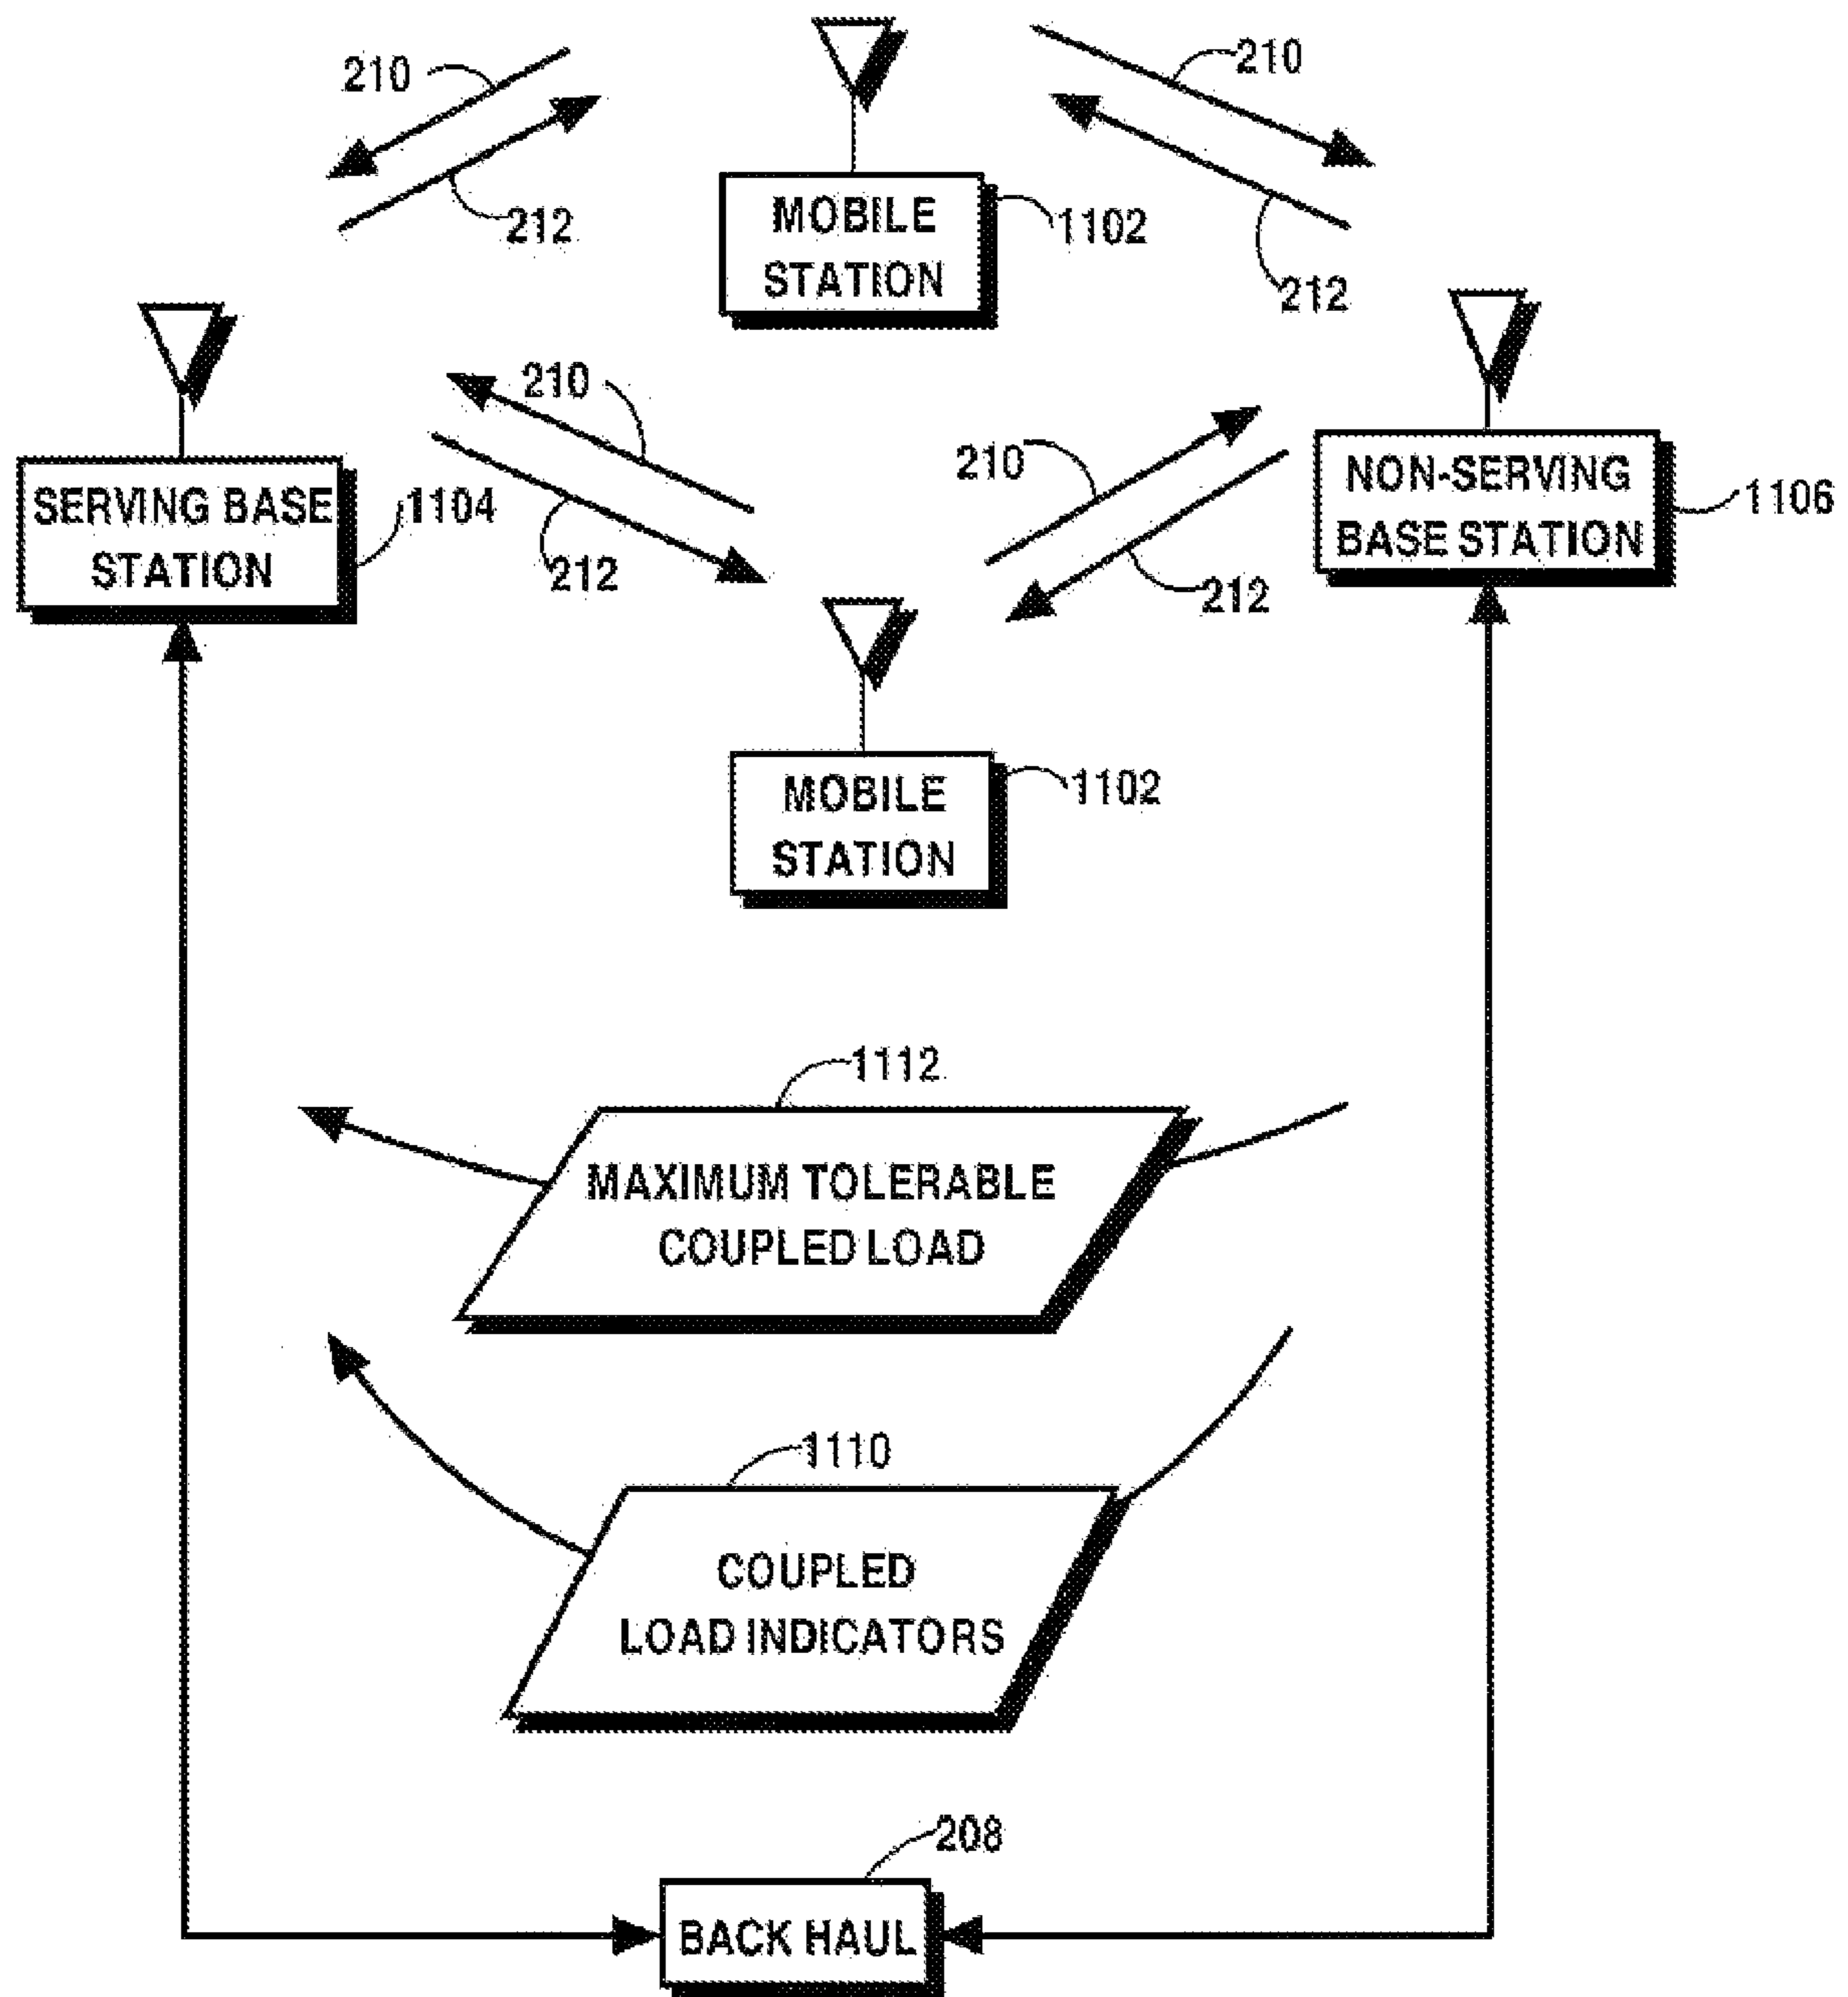 210
210
212
MOBILE
STATION
1102
212
210
210
SERVING BASE
STATION
1104
212
NON-SERVING
BASE STATION
1106
212
MOBILE
STATION
1102
1112
MAXIMUM TOLERABLE
COUPLED LOAD
1110
COUPLED
LOAD INDICATORS
208
BACK HAUL